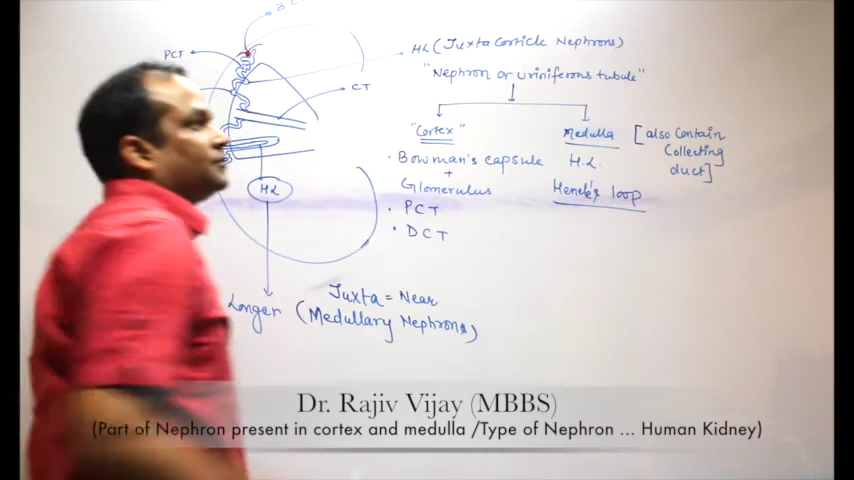 PCT
HL (Juxta Corticle Nephrons)
CT
"Nephron or uriniferons tubule"
"Cortex"
Medulla [also Contain
Collecting
duct]
• Bowman's capsule
+
Glomerulus
• PCT
• DCT
H.L.
Henle's loop
HL
Longer
Juxta = Near
(Medullary Nephrons)
Dr. Rajiv Vijay (MBBS)
(Part of Nephron present in cortex and medulla /Type of Nephron ... Human Kidney)